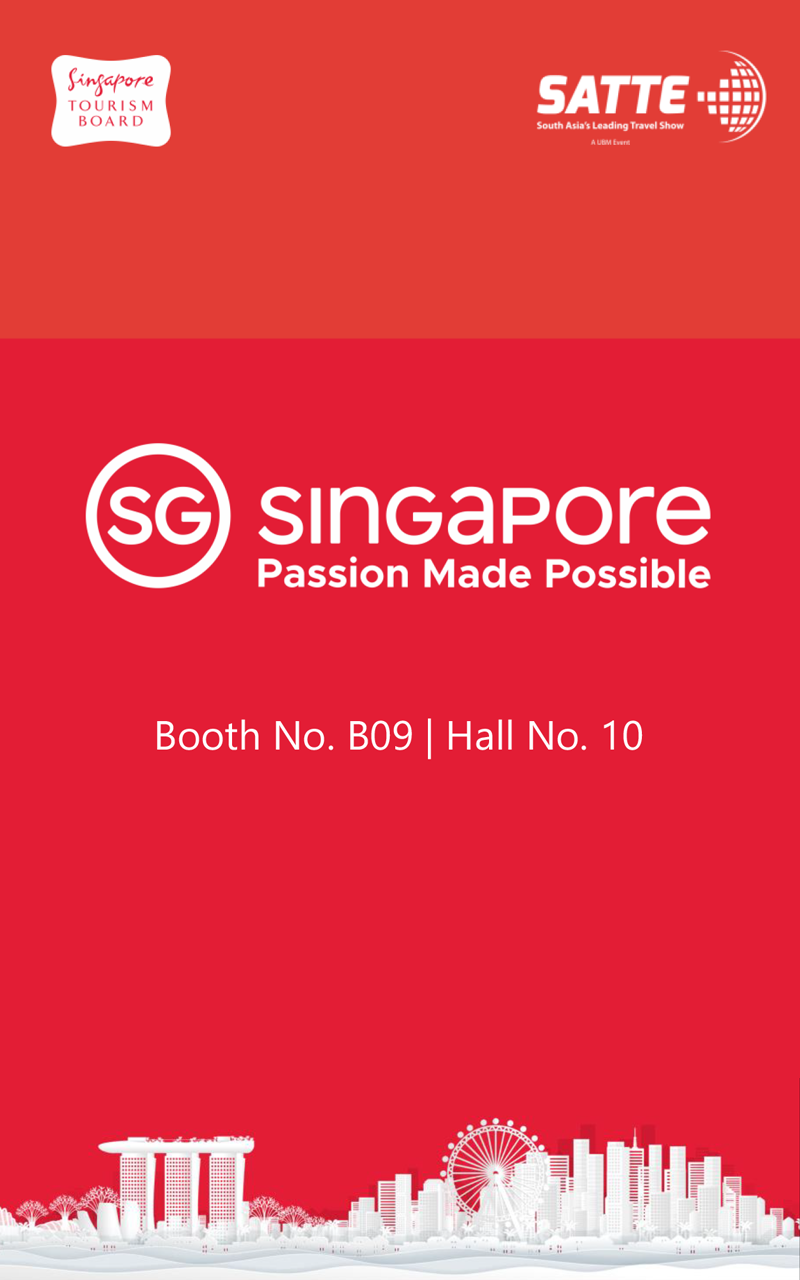 Singapore
TOURISM
BOARD
SATTE
South Asia's Leading Travel Show
A UBM Event
SG
SINGAPORE
Passion Made Possible
Booth No. B09 | Hall No. 10